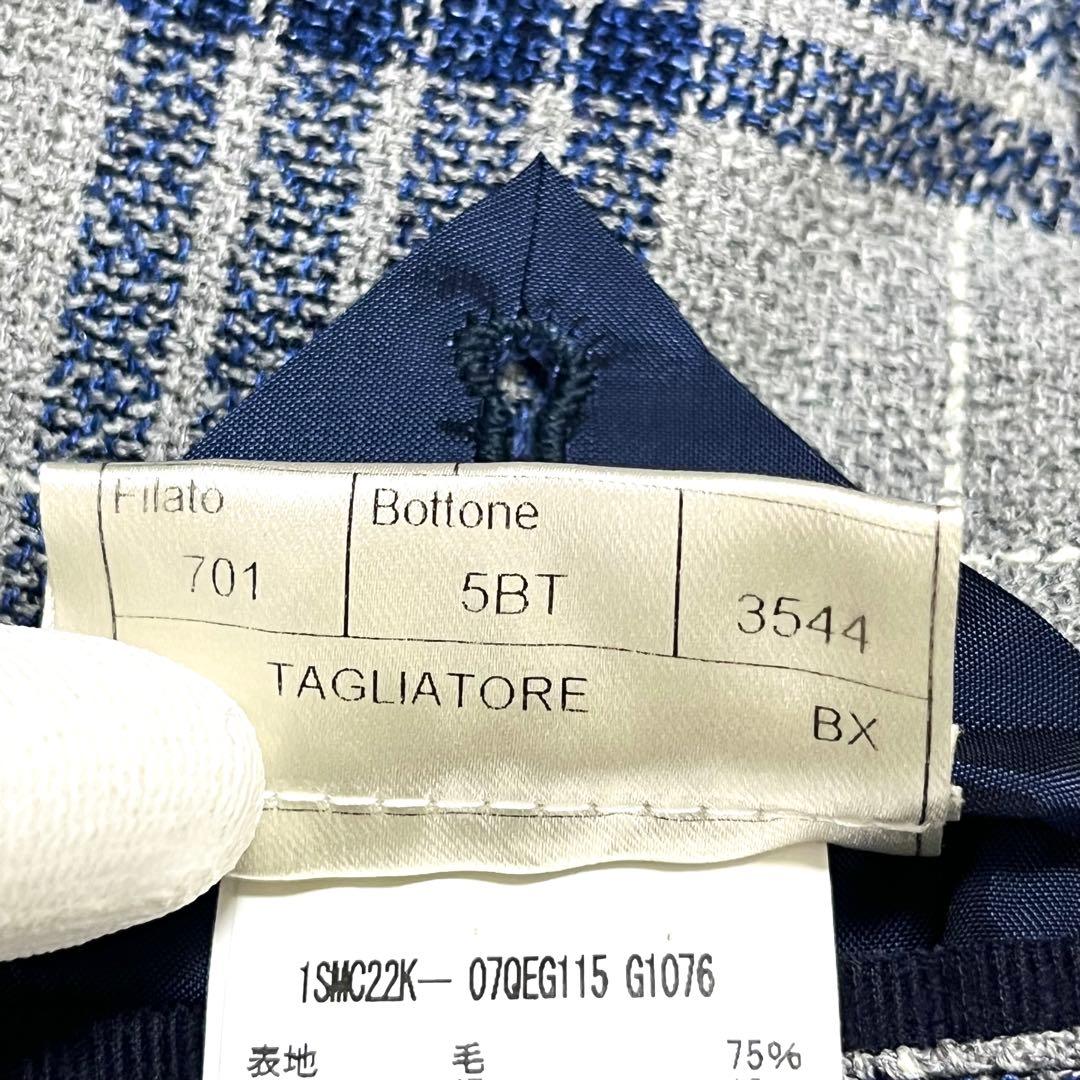 Filato Bottone
701 5BT 3544
TAGLIATORE
BX
1SMC22K- 07QEG115 G1076
表地 毛 75%